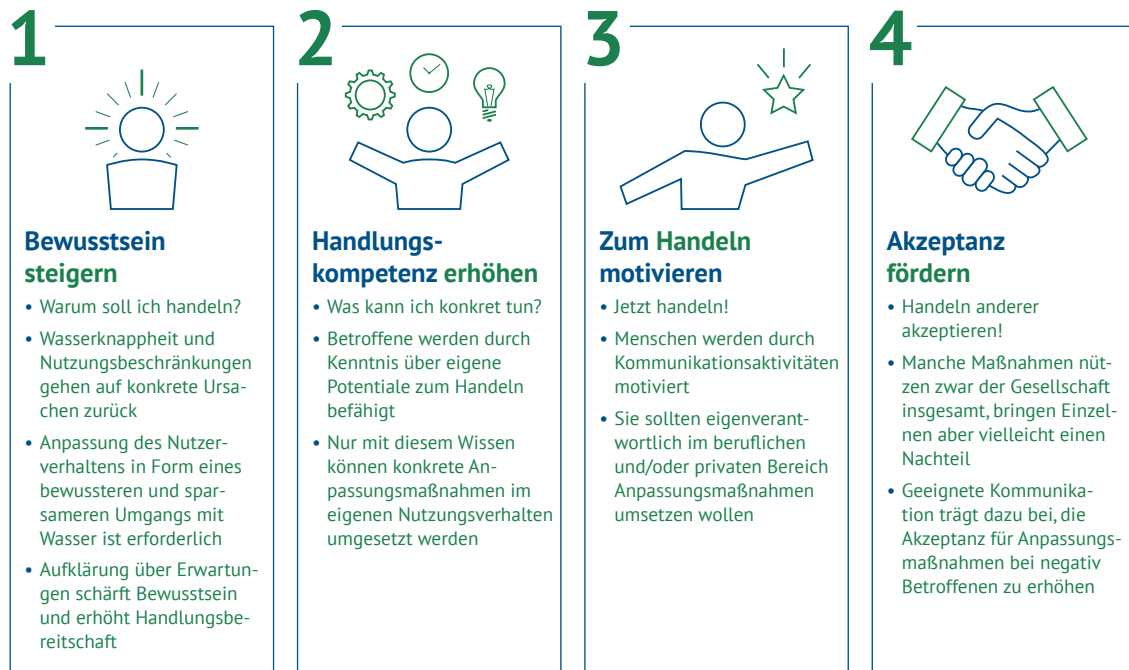 1
Bewusstsein
steigern
• Warum soll ich handeln?
• Wasserknappheit und
Nutzungsbeschränkungen
gehen auf konkrete Ursa-
chen zurück
• Anpassung des Nutzer-
verhaltens in Form eines
bewussteren und spar-
sameren Umgangs mit
Wasser ist erforderlich
• Aufklärung über Erwartun-
gen schärft Bewusstsein
und erhöht Handlungsbe-
reitschaft
2
Handlungs-
kompetenz erhöhen
• Was kann ich konkret tun?
• Betroffene werden durch
Kenntnis über eigene
Potentiale zum Handeln
befähigt
• Nur mit diesem Wissen
können konkrete An-
passungsmaßnahmen im
eigenen Nutzungsverhalten
umgesetzt werden
3
Zum Handeln
motivieren
• Jetzt handeln!
• Menschen werden durch
Kommunikationsaktivitäten
motiviert
• Sie sollten eigenverant-
wortlich im beruflichen
und/oder privaten Bereich
Anpassungsmaßnahmen
umsetzen wollen
4
Akzeptanz
fördern
• Handeln anderer
akzeptieren!
• Manche Maßnahmen nüt-
zen zwar der Gesellschaft
insgesamt, bringen Einzel-
nen aber vielleicht einen
Nachteil
• Geeignete Kommunika-
tion trägt dazu bei, die
Akzeptanz für Anpassungs-
maßnahmen bei negativ
Betroffenen zu erhöhen